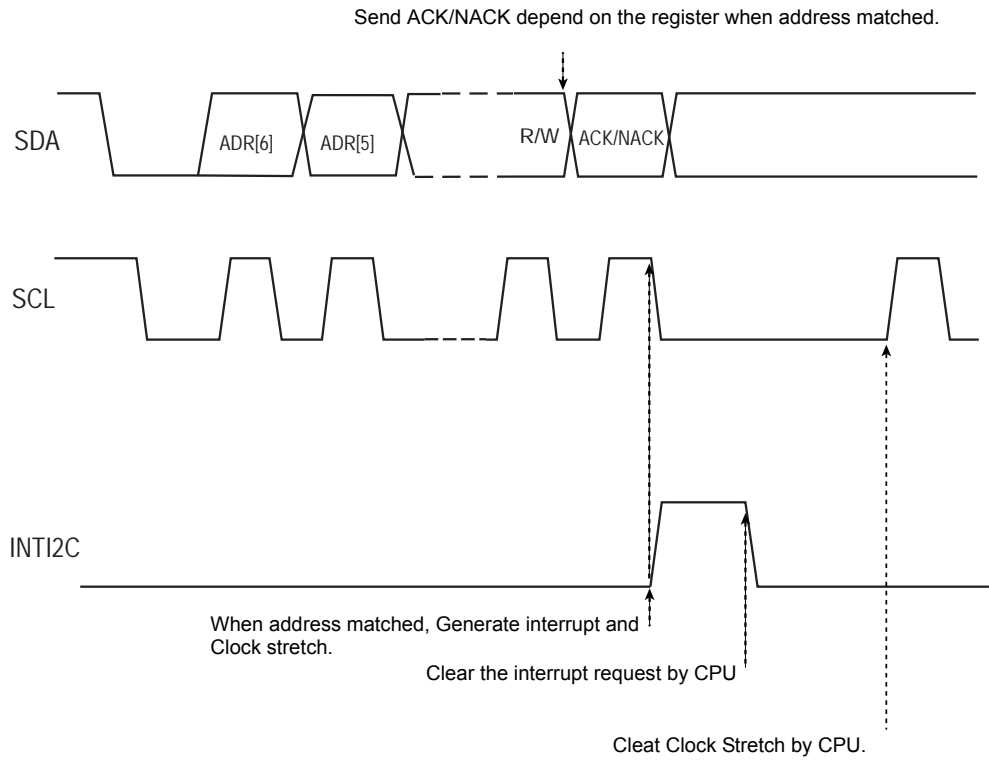 Send ACK/NACK depend on the register when address matched.
SDA
ADR[6]
ADR[5]
R/W
ACK/NACK
SCL
INTI2C
When address matched, Generate interrupt and
Clock stretch.
Clear the interrupt request by CPU
Cleat Clock Stretch by CPU.